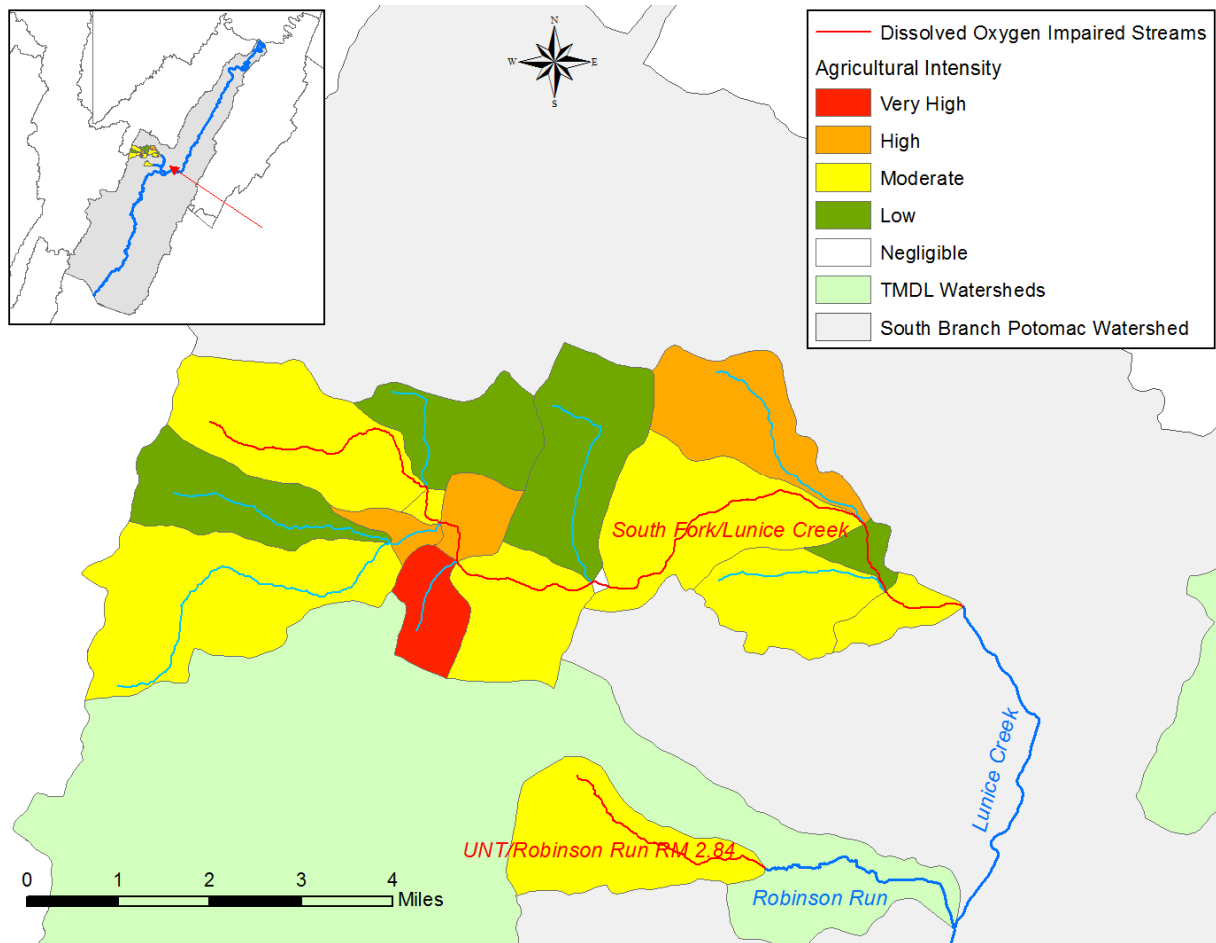 N
W
E
S
Dissolved Oxygen Impaired Streams
Agricultural Intensity
Very High
High
Moderate
Low
Negligible
TMDL Watersheds
South Branch Potomac Watershed
South Fork/Lunice Creek
Lunice Creek
UNT/Robinson Run RM 2.84
Robinson Run
0 1 2 3 4
Miles